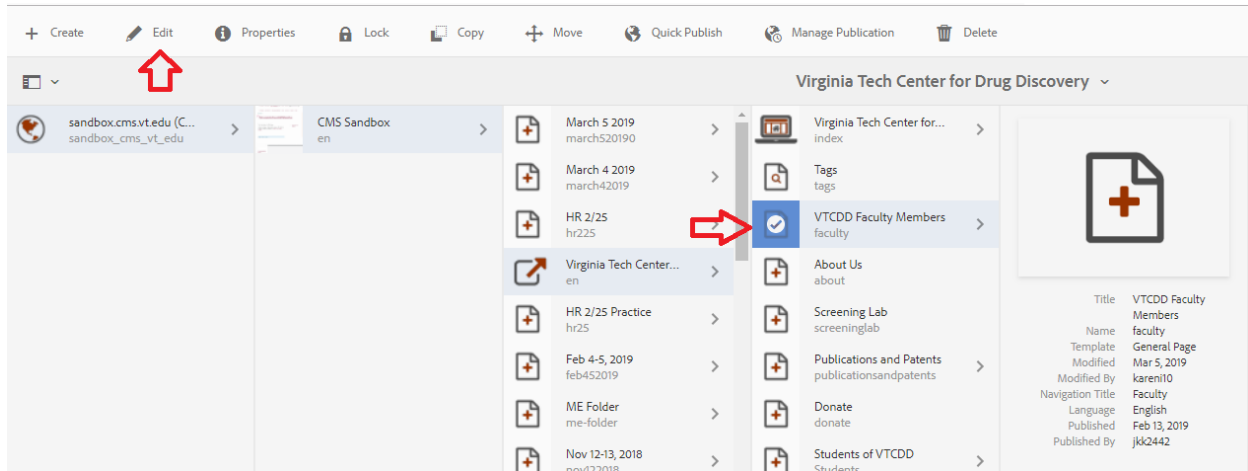 Create Edit Properties Lock Copy Move Quick Publish Manage Publication Delete
Virginia Tech Center for Drug Discovery
sandbox.cms.vt.edu (C...
sandbox_cms_vt_edu
CMS Sandbox
en
March 5 2019
march520190
March 4 2019
march42019
HR 2/25
hr225
Virginia Tech Center...
en
HR 2/25 Practice
hr25
Feb 4-5, 2019
feb452019
ME Folder
me-folder
Nov 12-13, 2018
nov122018
Virginia Tech Center for...
index
Tags
tags
VTCDD Faculty Members
faculty
About Us
about
Screening Lab
screeninglab
Publications and Patents
publicationsandpatents
Donate
donate
Students of VTCDD
Students
Title VTCDD Faculty
Members
Name faculty
Template General Page
Modified Mar 5, 2019
Modified By kareni10
Navigation Title Faculty
Language English
Published Feb 13, 2019
Published By jkk2442